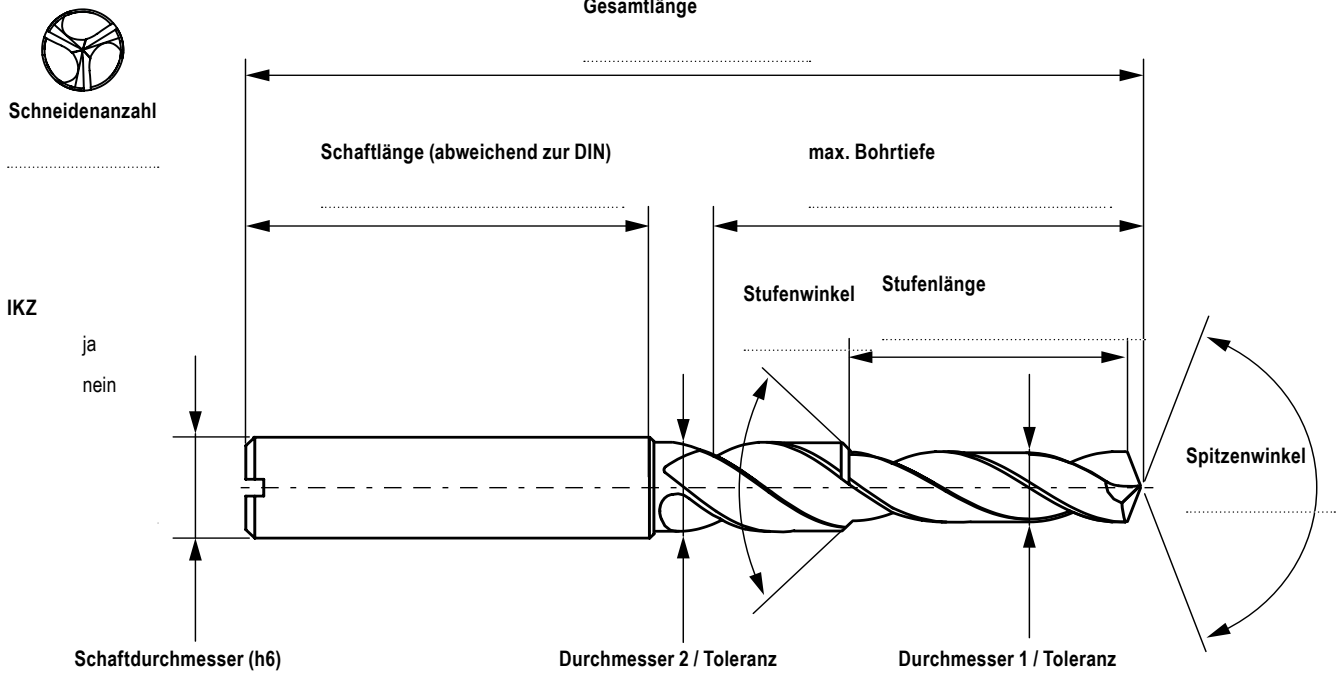 Gesamtlänge
Schneidenanzahl
Schaftlänge (abweichend zur DIN)
max. Bohrtiefe
Stufenwinkel
Stufenlänge
IKZ
ja
nein
Spitzenwinkel
Schaftdurchmesser (h6)
Durchmesser 2 / Toleranz
Durchmesser 1 / Toleranz